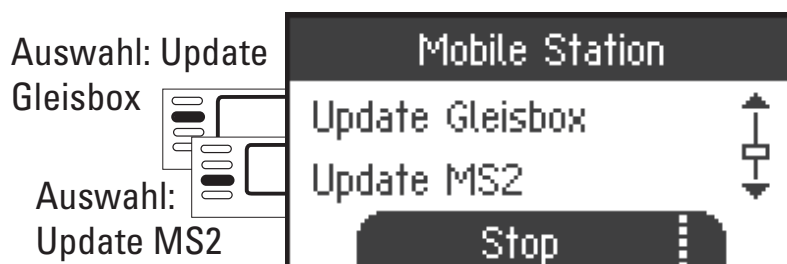 Auswahl: Update
Gleisbox
Auswahl:
Update MS2
Mobile Station
Update Gleisbox
Update MS2
Stop